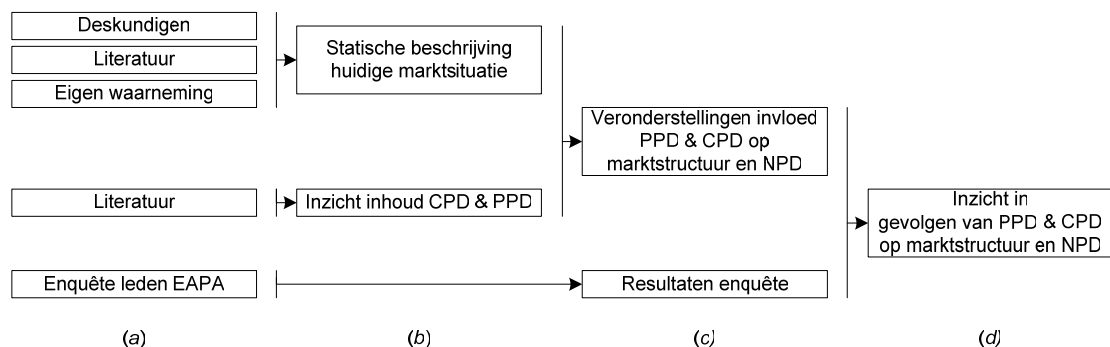 Deskundigen
Literatuur
Eigen waarneming
Statische beschrijving
huidige marktsituatie
Veronderstellingen invloed
PPD & CPD op
marktstructuur en NPD
Literatuur
Inzicht inhoud CPD & PPD
Inzicht in
gevolgen van PPD & CPD
op marktstructuur en NPD
Enquête leden EAPA
Resultaten enquête
(a)
(b)
(c)
(d)